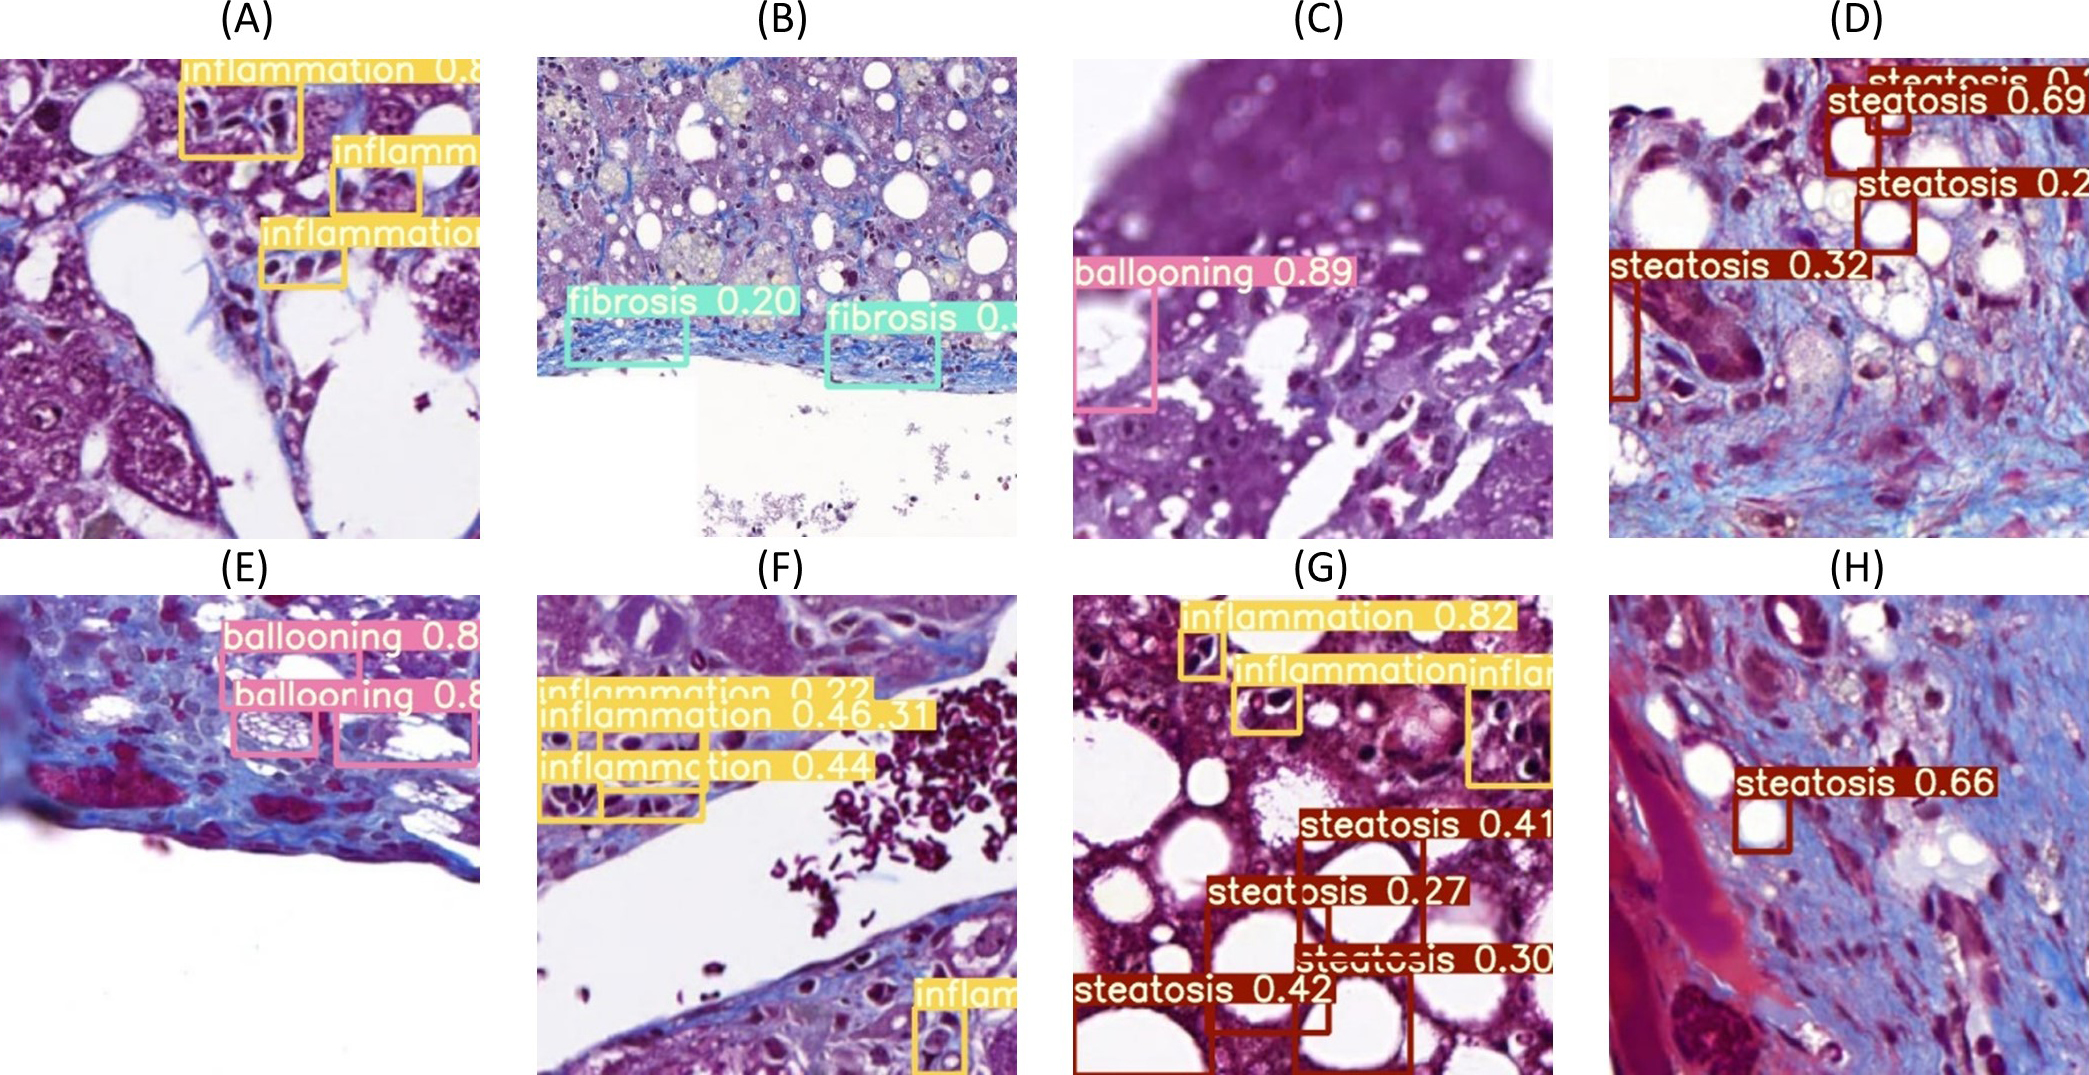 (A)
inflammation 0.8
inflamm
inflammation
(B)
fibrosis 0.20
fibrosis 0.
(C)
ballooning 0.89
(D)
steatosis 0.
steatosis 0.69
steatosis 0.2
steatosis 0.32
(E)
ballooning 0.8
ballooning 0.8
(F)
inflammation 0.22
inflammation 0.46.31
inflammation 0.44
inflam
(G)
inflammation 0.82
inflammation
inflar
steatosis 0.41
steatosis 0.27
steatosis 0.30
steatosis 0.42
(H)
steatosis 0.66